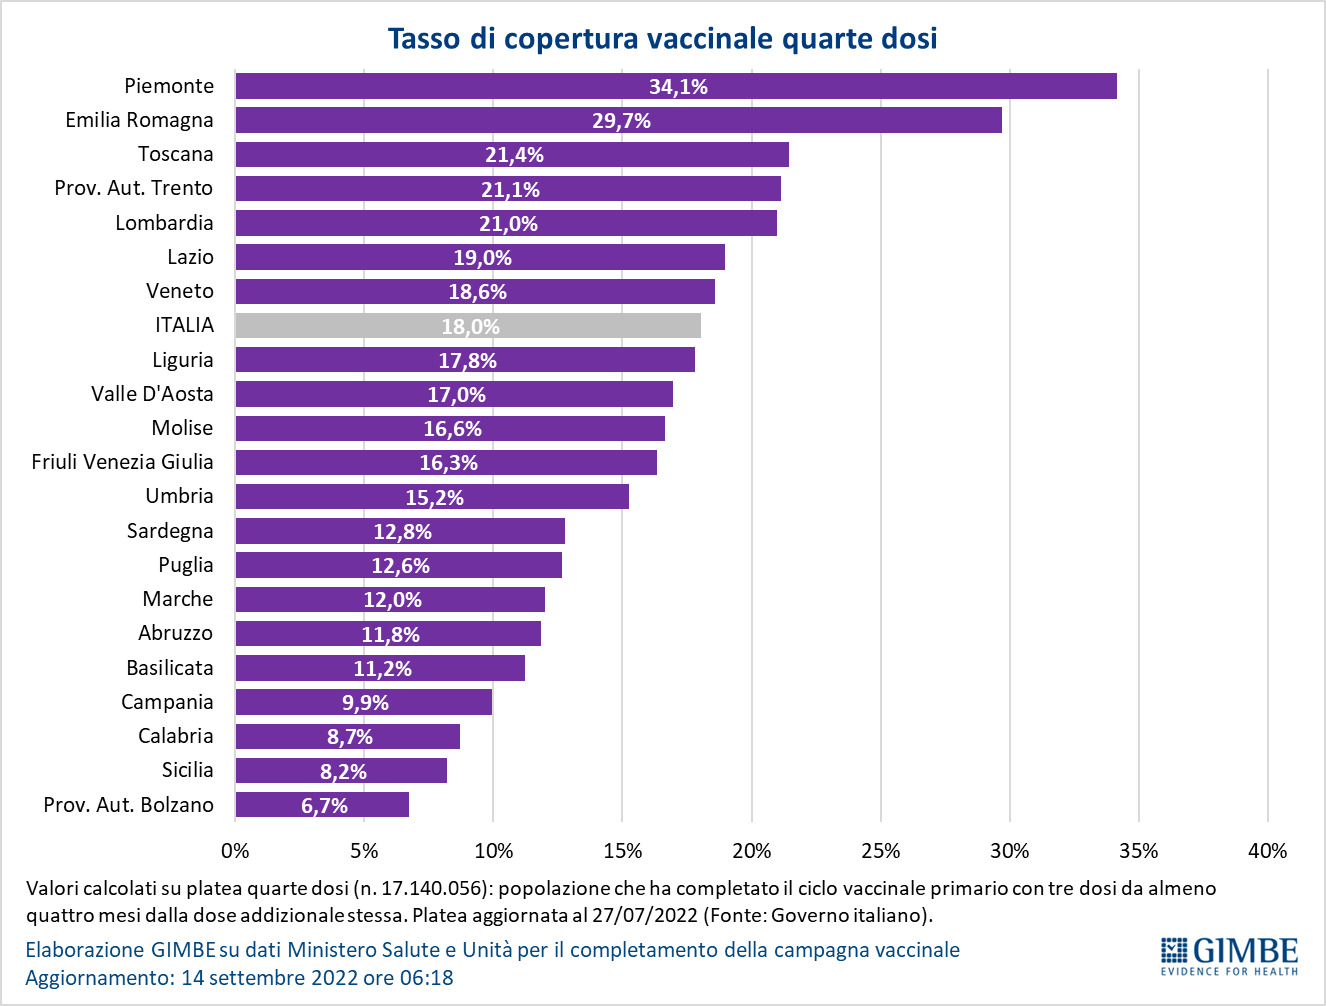 Tasso di copertura vaccinale quarte dosi
Piemonte 34,1%
Emilia Romagna 29,7%
Toscana 21,4%
Prov. Aut. Trento 21,1%
Lombardia 21,0%
Lazio 19,0%
Veneto 18,6%
ITALIA 18,0%
Liguria 17,8%
Valle D'Aosta 17,0%
Molise 16,6%
Friuli Venezia Giulia 16,3%
Umbria 15,2%
Sardegna 12,8%
Puglia 12,6%
Marche 12,0%
Abruzzo 11,8%
Basilicata 11,2%
Campania 9,9%
Calabria 8,7%
Sicilia 8,2%
Prov. Aut. Bolzano 6,7%
0% 5% 10% 15% 20% 25% 30% 35% 40%
Valori calcolati su platea quarte dosi (n. 17.140.056): popolazione che ha completato il ciclo vaccinale primario con tre dosi da almeno
quattro mesi dalla dose addizionale stessa. Platea aggiornata al 27/07/2022 (Fonte: Governo italiano).
Elaborazione GIMBE su dati Ministero Salute e Unità per il completamento della campagna vaccinale
Aggiornamento: 14 settembre 2022 ore 06:18
GIMBE
EVIDENCE FOR HEALTH